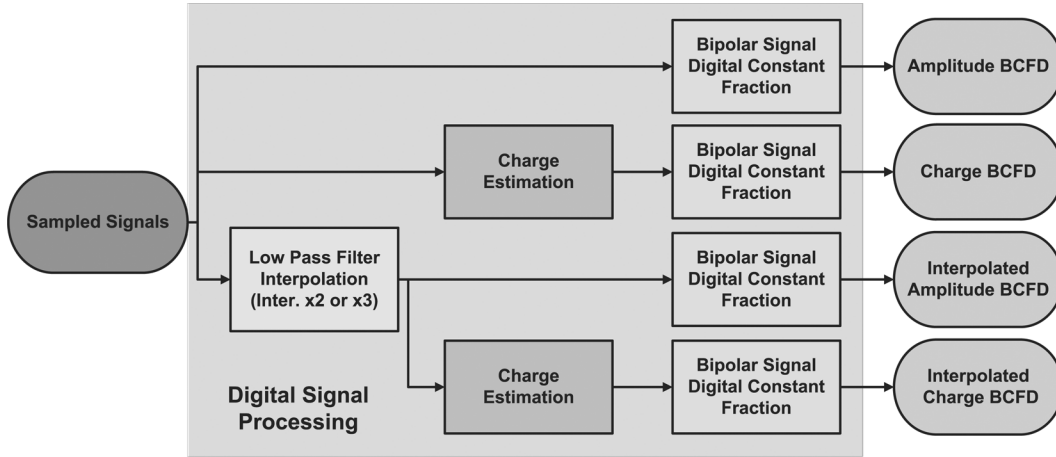 Bipolar Signal
Digital Constant
Fraction
Amplitude BCFD
Charge
Estimation
Bipolar Signal
Digital Constant
Fraction
Charge BCFD
Sampled Signals
Low Pass Filter
Interpolation
(Inter. x2 or x3)
Bipolar Signal
Digital Constant
Fraction
Interpolated
Amplitude BCFD
Charge
Estimation
Bipolar Signal
Digital Constant
Fraction
Interpolated
Charge BCFD
Digital Signal
Processing